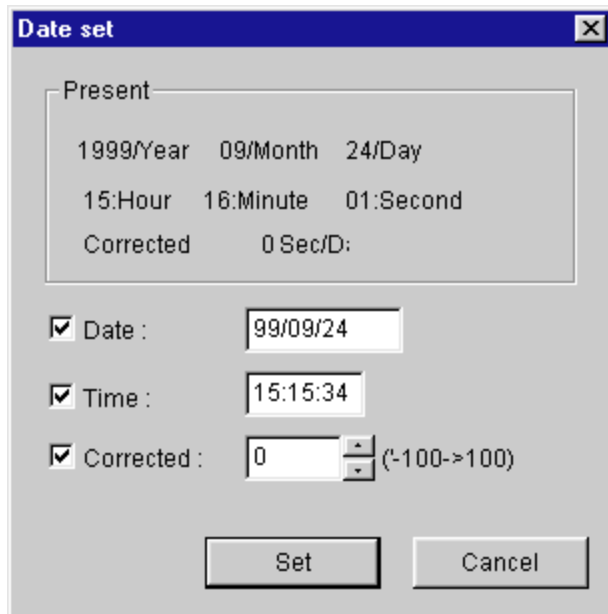 Date set
Present
1999/Year 09/Month 24/Day
15:Hour 16:Minute 01:Second
Corrected 0 Sec/D
Date : 99/09/24
Time : 15:15:34
Corrected : 0 ('-100->100)
Set Cancel